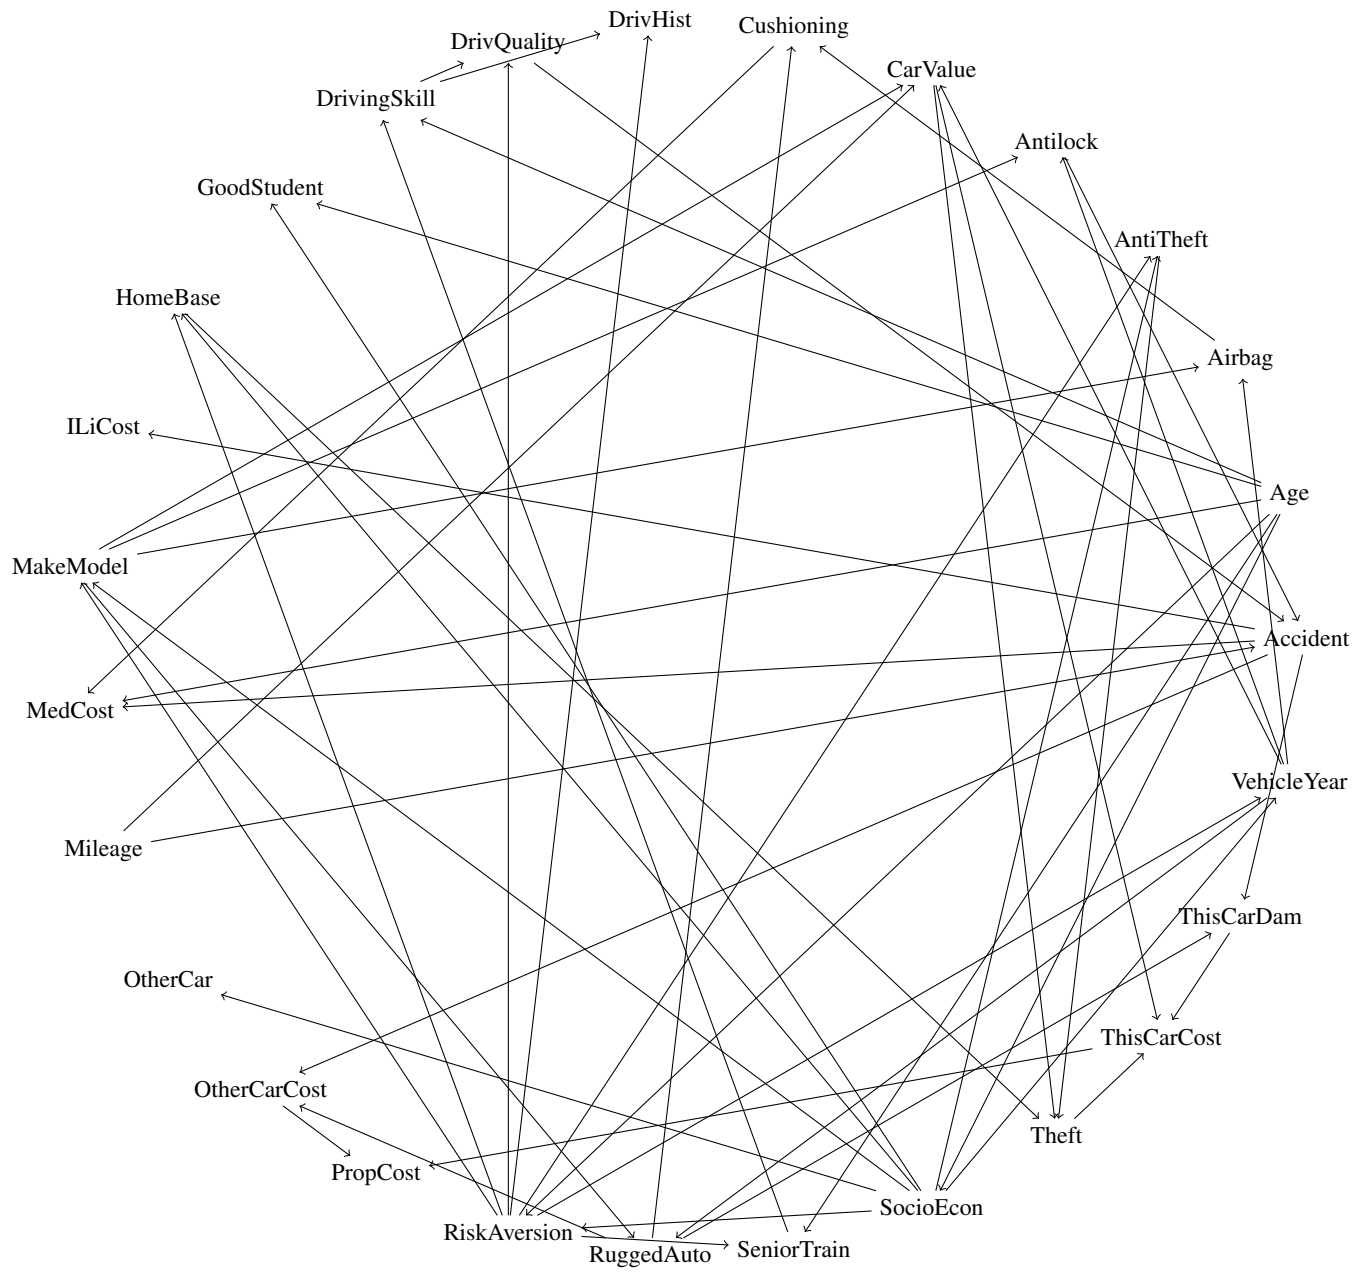 DrivHist
Cushioning
DrivQuality
CarValue
DrivingSkill
Antilock
GoodStudent
AntiTheft
HomeBase
Airbag
ILiCost
Age
MakeModel
Accident
MedCost
VehicleYear
Mileage
ThisCarDam
OtherCar
ThisCarCost
OtherCarCost
Theft
PropCost
SocioEcon
RiskAversion
SeniorTrain
RuggedAuto